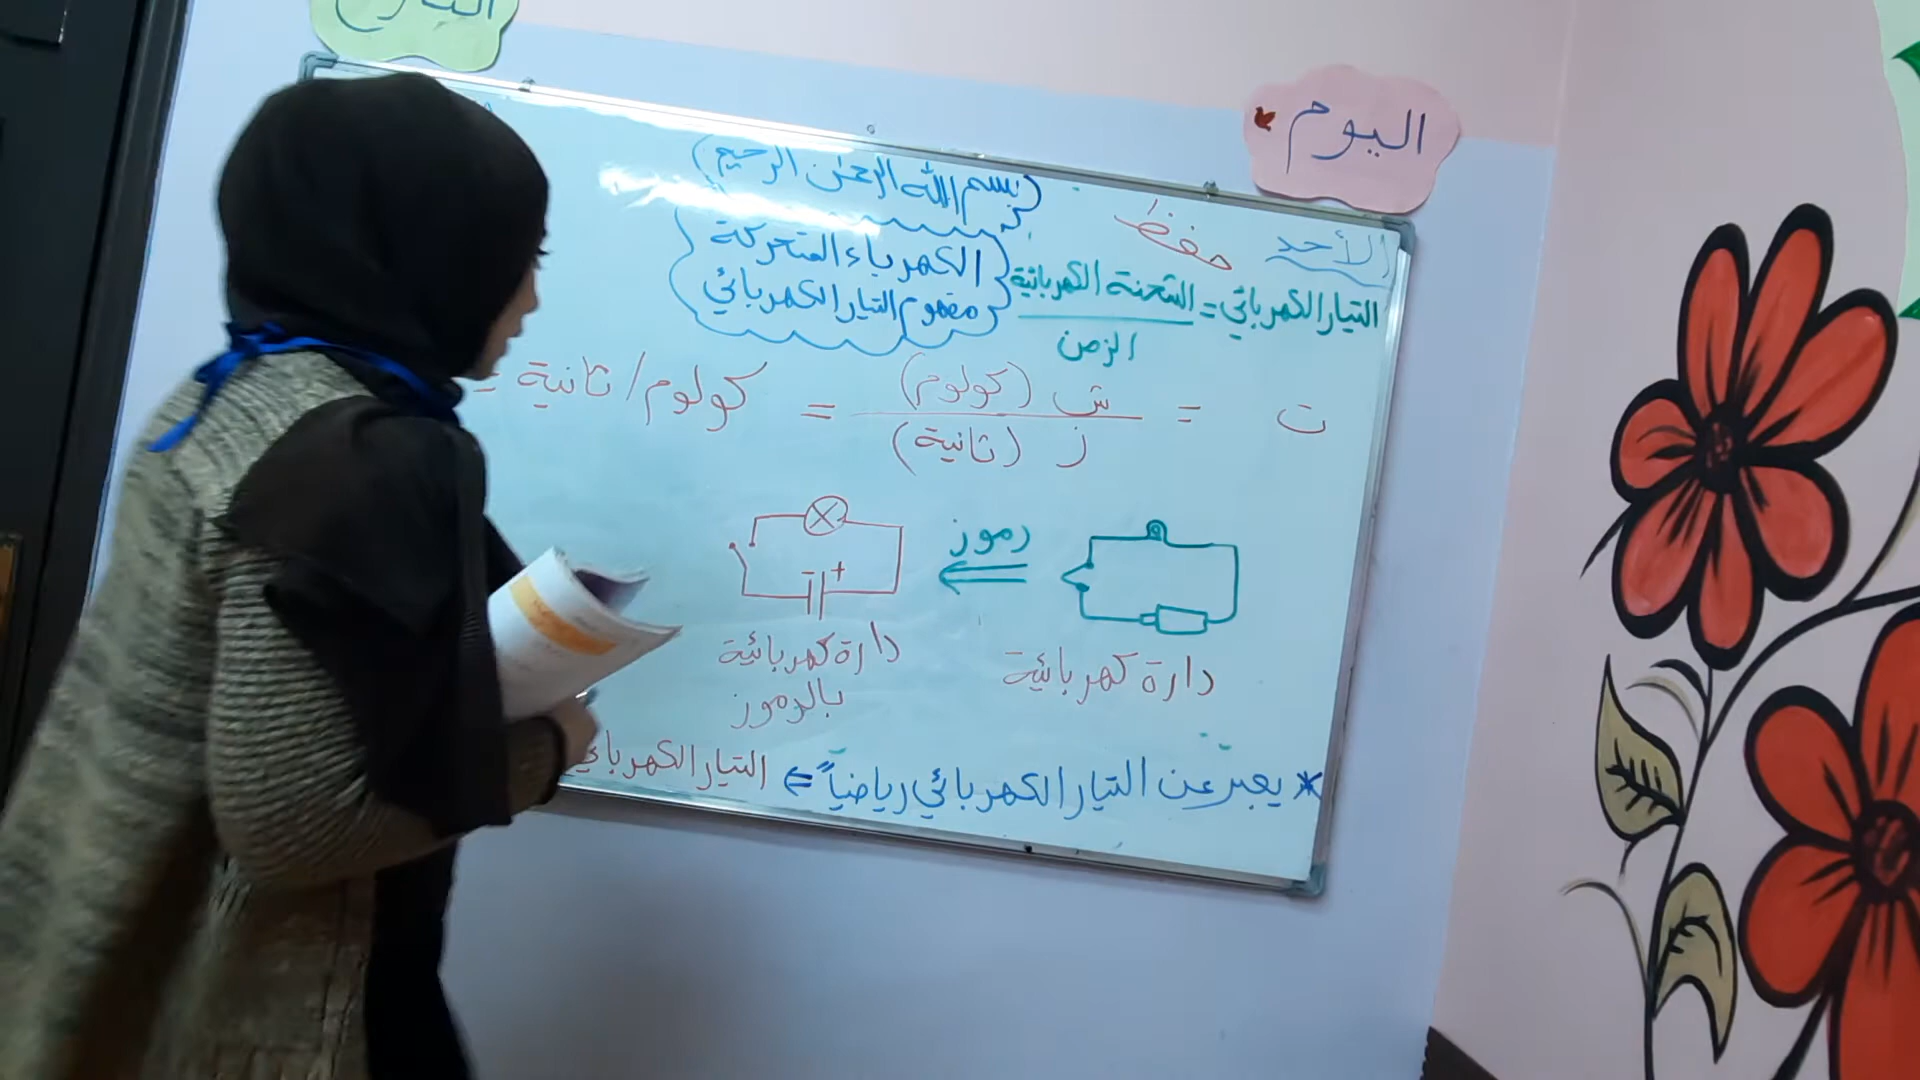 التاريخ
اليوم
بسم الله الرحمن الرحيم
الأحد
حفظ
الكهرباء المتحركة
مفهوم التيار الكهربائي
التيار الكهربائي = الشحنة الكهربائية
الزمن
ت = ش (كولوم) = كولوم / ثانية =
ز (ثانية)
رموز
+ -
دارة كهربائية
دارة كهربائية
بالرموز
* يعبر عن التيار الكهربائي رياضياً ⇐ التيار الكهربائي